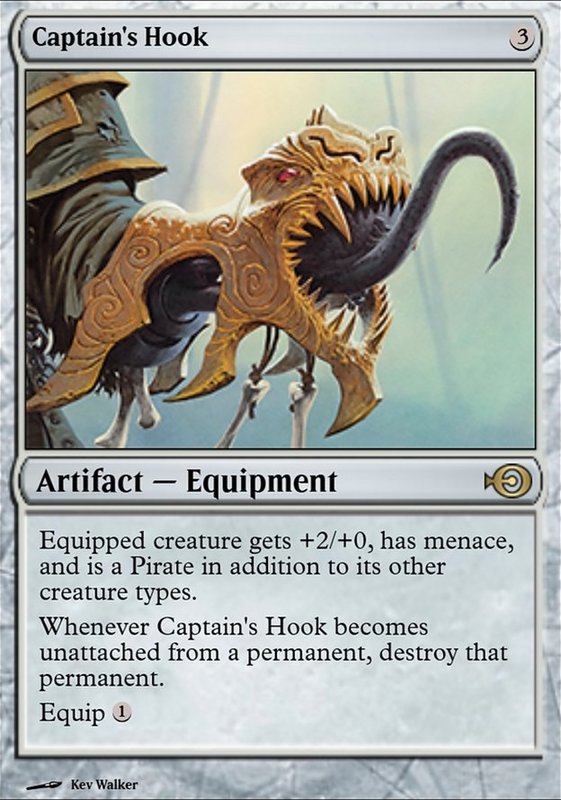 Captain's Hook 3
Artifact — Equipment
Equipped creature gets +2/+0, has menace,
and is a Pirate in addition to its other
creature types.
Whenever Captain's Hook becomes
unattached from a permanent, destroy that
permanent.
Equip 1
Kev Walker